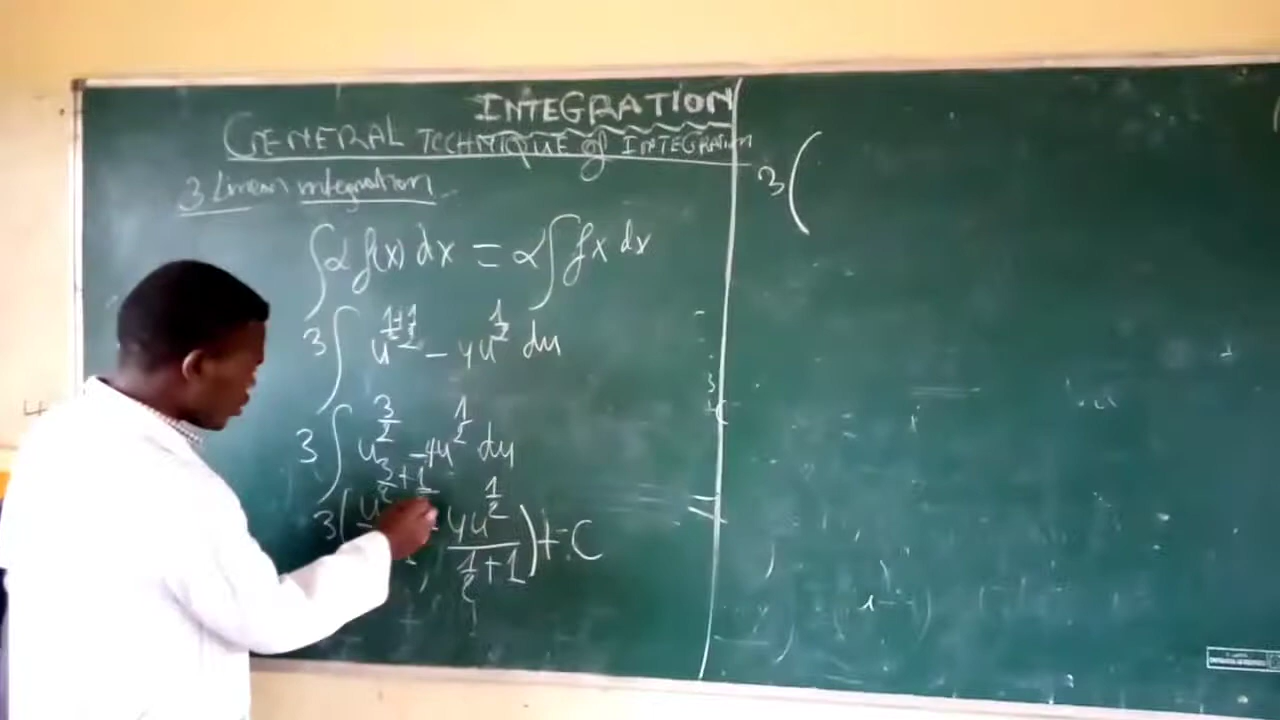 INTEGRATION
GENERAL TECHNIQUE of INTEGRATION
3 Linear integration
∫ α f(x) dx = α ∫ fx dx
3 ∫ u^{1+1/2} - 4u^{1/2} du
3 ∫ u^{3/2} - 4u^{1/2} du
3( u^{3/2+1} - 4u^{1/2} / (1/2+1) ) + C
3(